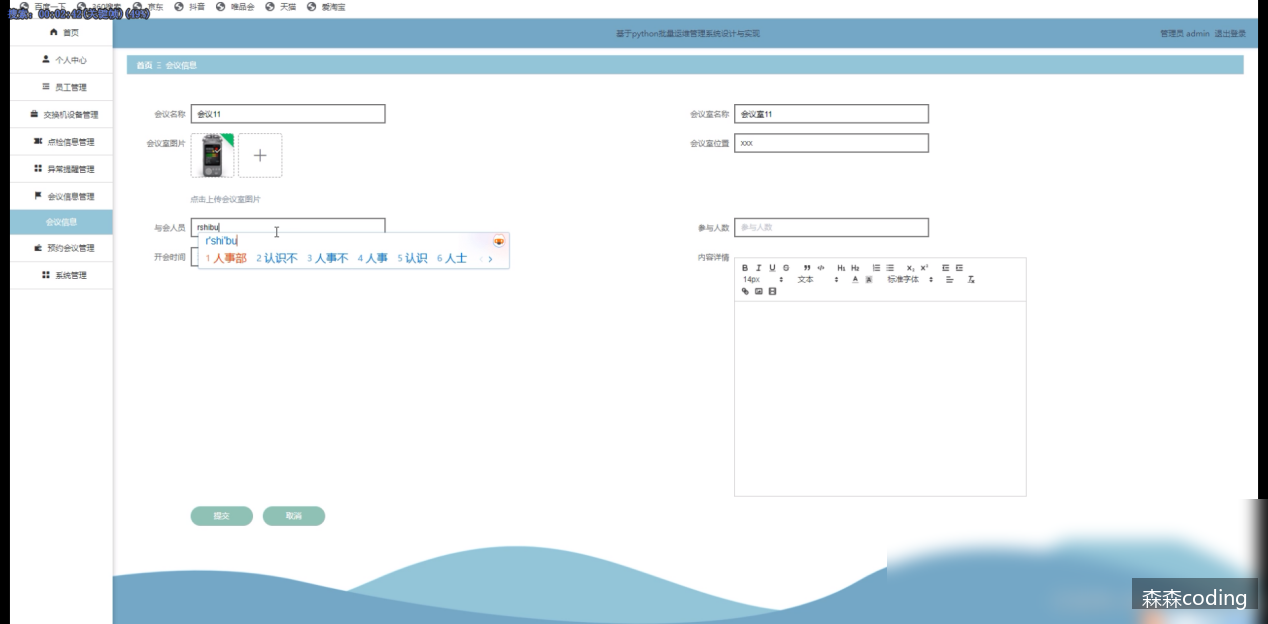 百度一下 360搜索 京东 抖音 唯品会 天猫 爱淘宝
首页
个人中心
员工管理
交换机设备管理
点检信息管理
异常提醒管理
会议信息管理
会议信息
预约会议管理
系统管理
基于python批量运维管理系统设计与实现
管理员 admin 退出登录
首页 会议信息
会议名称 会议11
会议室名称 会议室11
会议室图片
会议室位置 xxx
点击上传会议室图片
与会人员 rshibu
参与人数 参与人数
r'shi'bu
1 人事部 2 认识不 3 人事不 4 人事 5 认识 6 人士
开会时间
内容详情
B I U S H1 H2 X2 X2
14px 文本 A 标准字体
提交 取消
森森coding